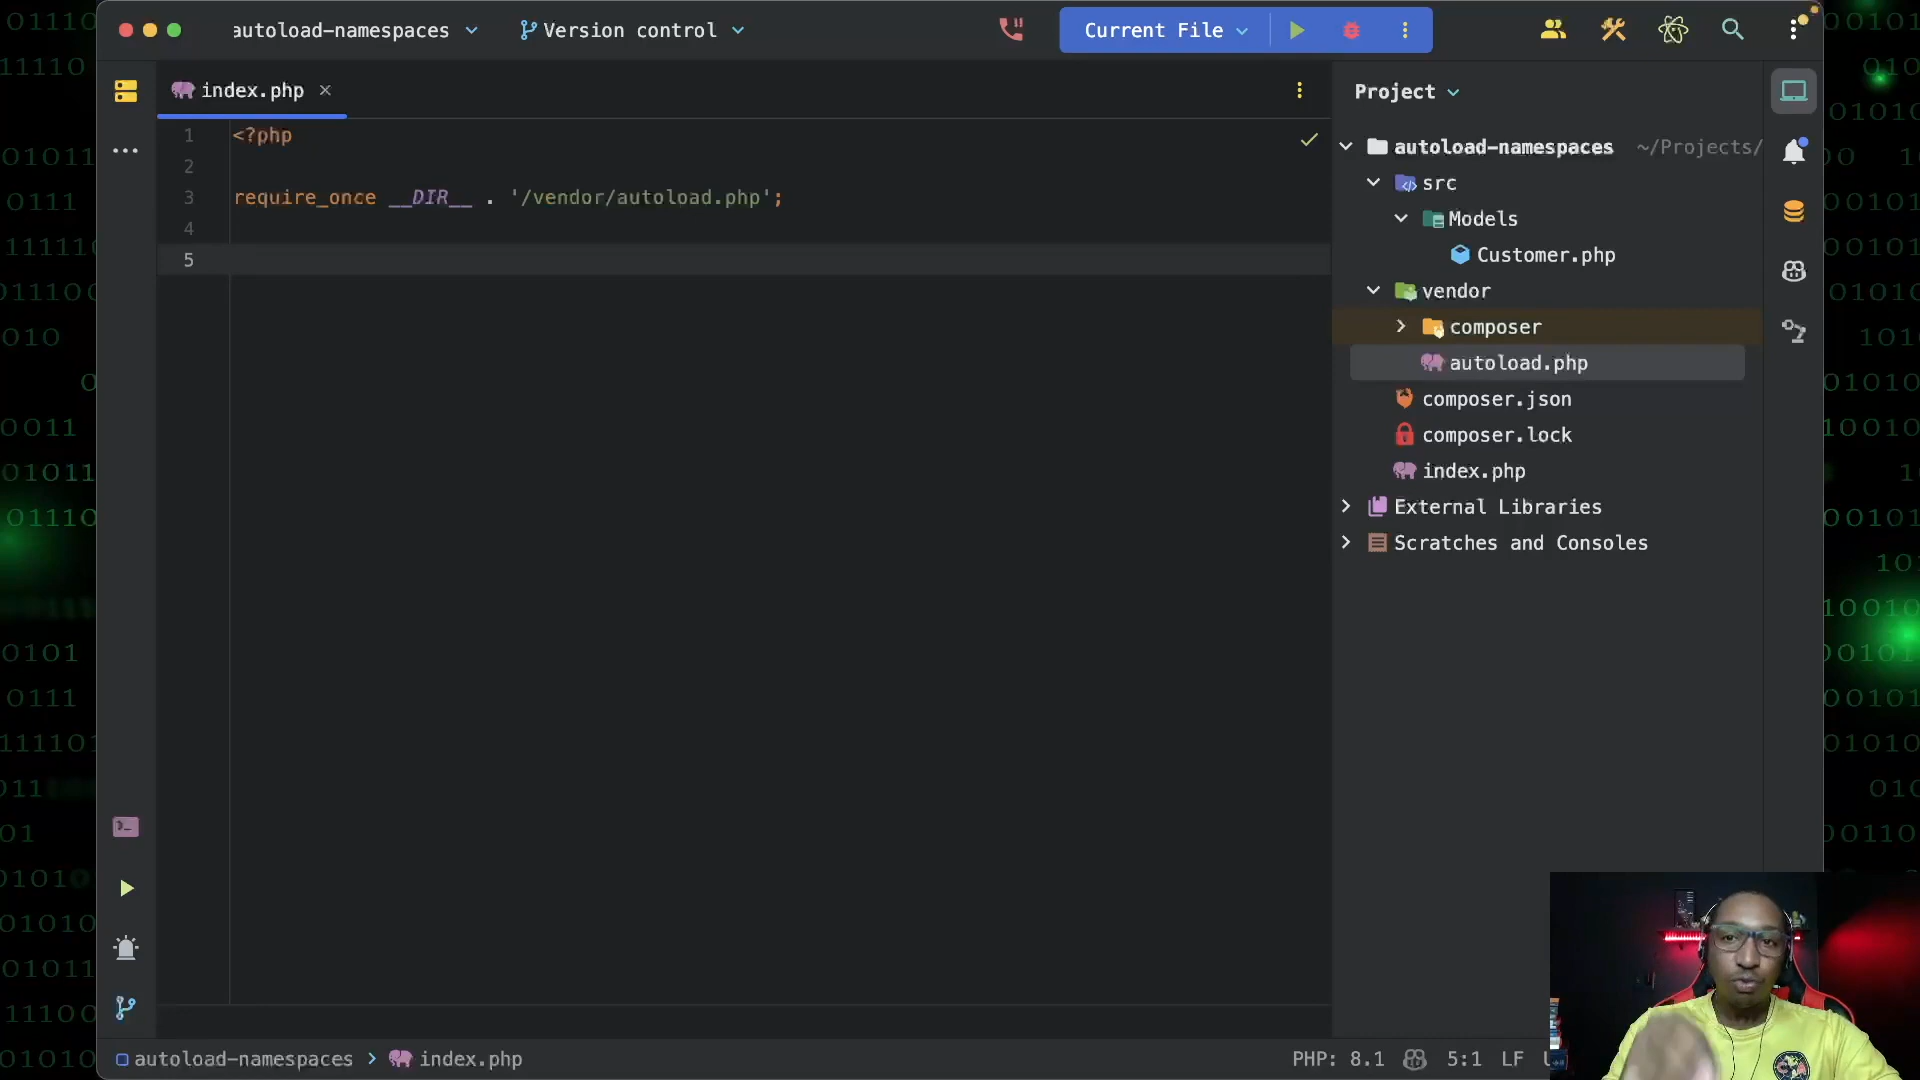 autoload-namespaces
Version control
Current File
index.php
Project
1 <?php
2
3 require_once __DIR__ . '/vendor/autoload.php';
4
5
autoload-namespaces ~/Projects/
src
Models
Customer.php
vendor
composer
autoload.php
composer.json
composer.lock
index.php
External Libraries
Scratches and Consoles
autoload-namespaces > index.php
PHP: 8.1 5:1 LF